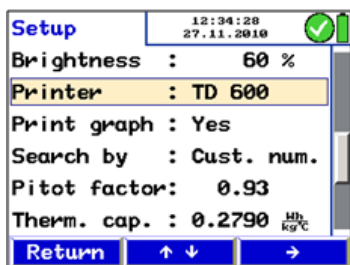 Setup
12:34:28
27.11.2010
Brightness : 60 %
Printer : TD 600
Print graph : Yes
Search by : Cust. num.
Pitot factor: 0.93
Therm. cap. : 0.2790 Wh/kg°C
Return ↑ ↓ →